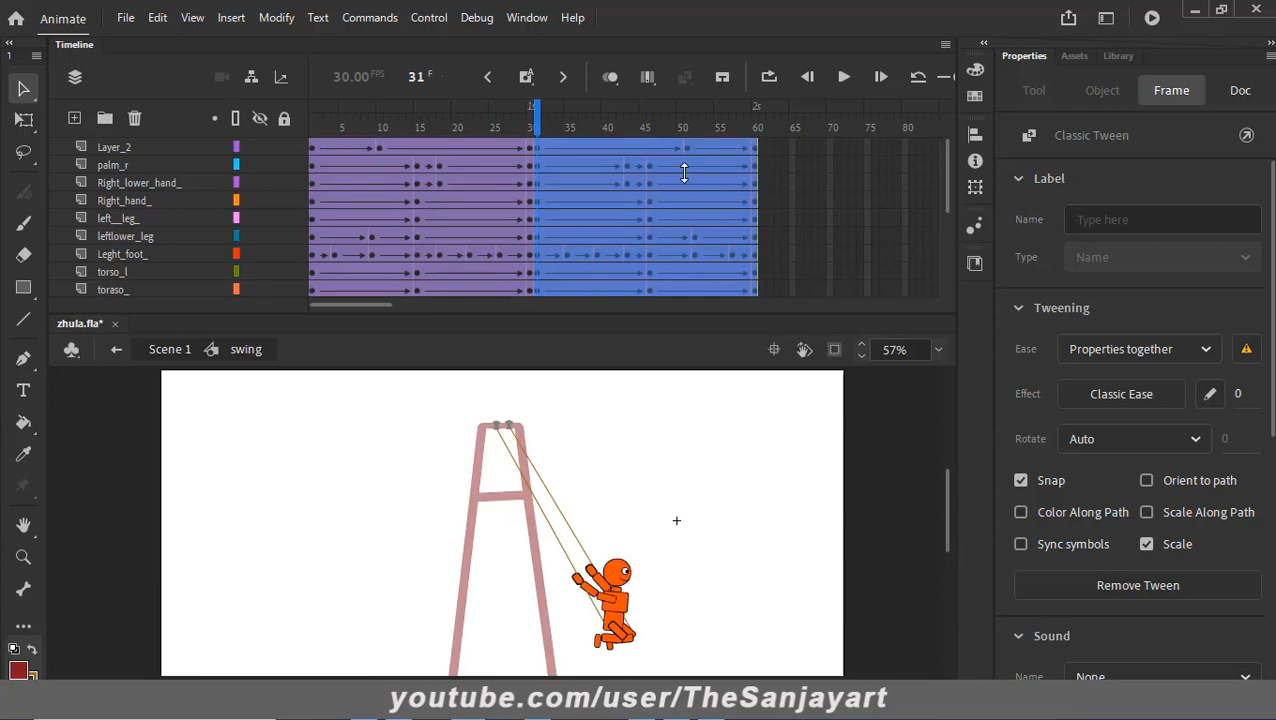 Animate File Edit View Insert Modify Text Commands Control Debug Window Help
Timeline
30.00 FPS 31 F
1s 2s
5 10 15 20 25 30 35 40 45 50 55 60 65 70 75 80
Layer_2
palm_r
Right_lower_hand_
Right_hand_
left__leg_
leftlower_leg
Leght_foot_
torso_l
toraso_
zhula.fla*
Scene 1 swing 57%
Properties Assets Library
Tool Object Frame Doc
Classic Tween
Label
Name Type here
Type Name
Tweening
Ease Properties together
Effect Classic Ease 0
Rotate Auto 0
Snap Orient to path
Color Along Path Scale Along Path
Sync symbols Scale
Remove Tween
Sound
Name None
youtube.com/user/TheSanjayart